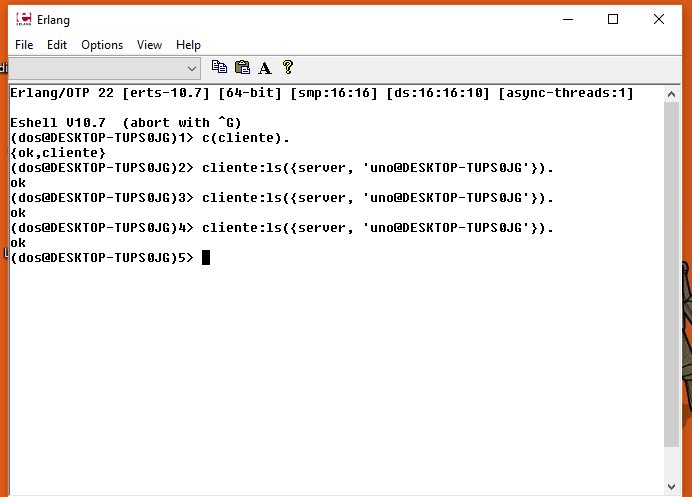 Erlang
File Edit Options View Help
Erlang/OTP 22 [erts-10.7] [64-bit] [smp:16:16] [ds:16:16:10] [async-threads:1]
Eshell V10.7  (abort with ^G)
(dos@DESKTOP-TUPS0JG)1> c(cliente).
{ok,cliente}
(dos@DESKTOP-TUPS0JG)2> cliente:ls({server, 'uno@DESKTOP-TUPS0JG'}).
ok
(dos@DESKTOP-TUPS0JG)3> cliente:ls({server, 'uno@DESKTOP-TUPS0JG'}).
ok
(dos@DESKTOP-TUPS0JG)4> cliente:ls({server, 'uno@DESKTOP-TUPS0JG'}).
ok
(dos@DESKTOP-TUPS0JG)5>